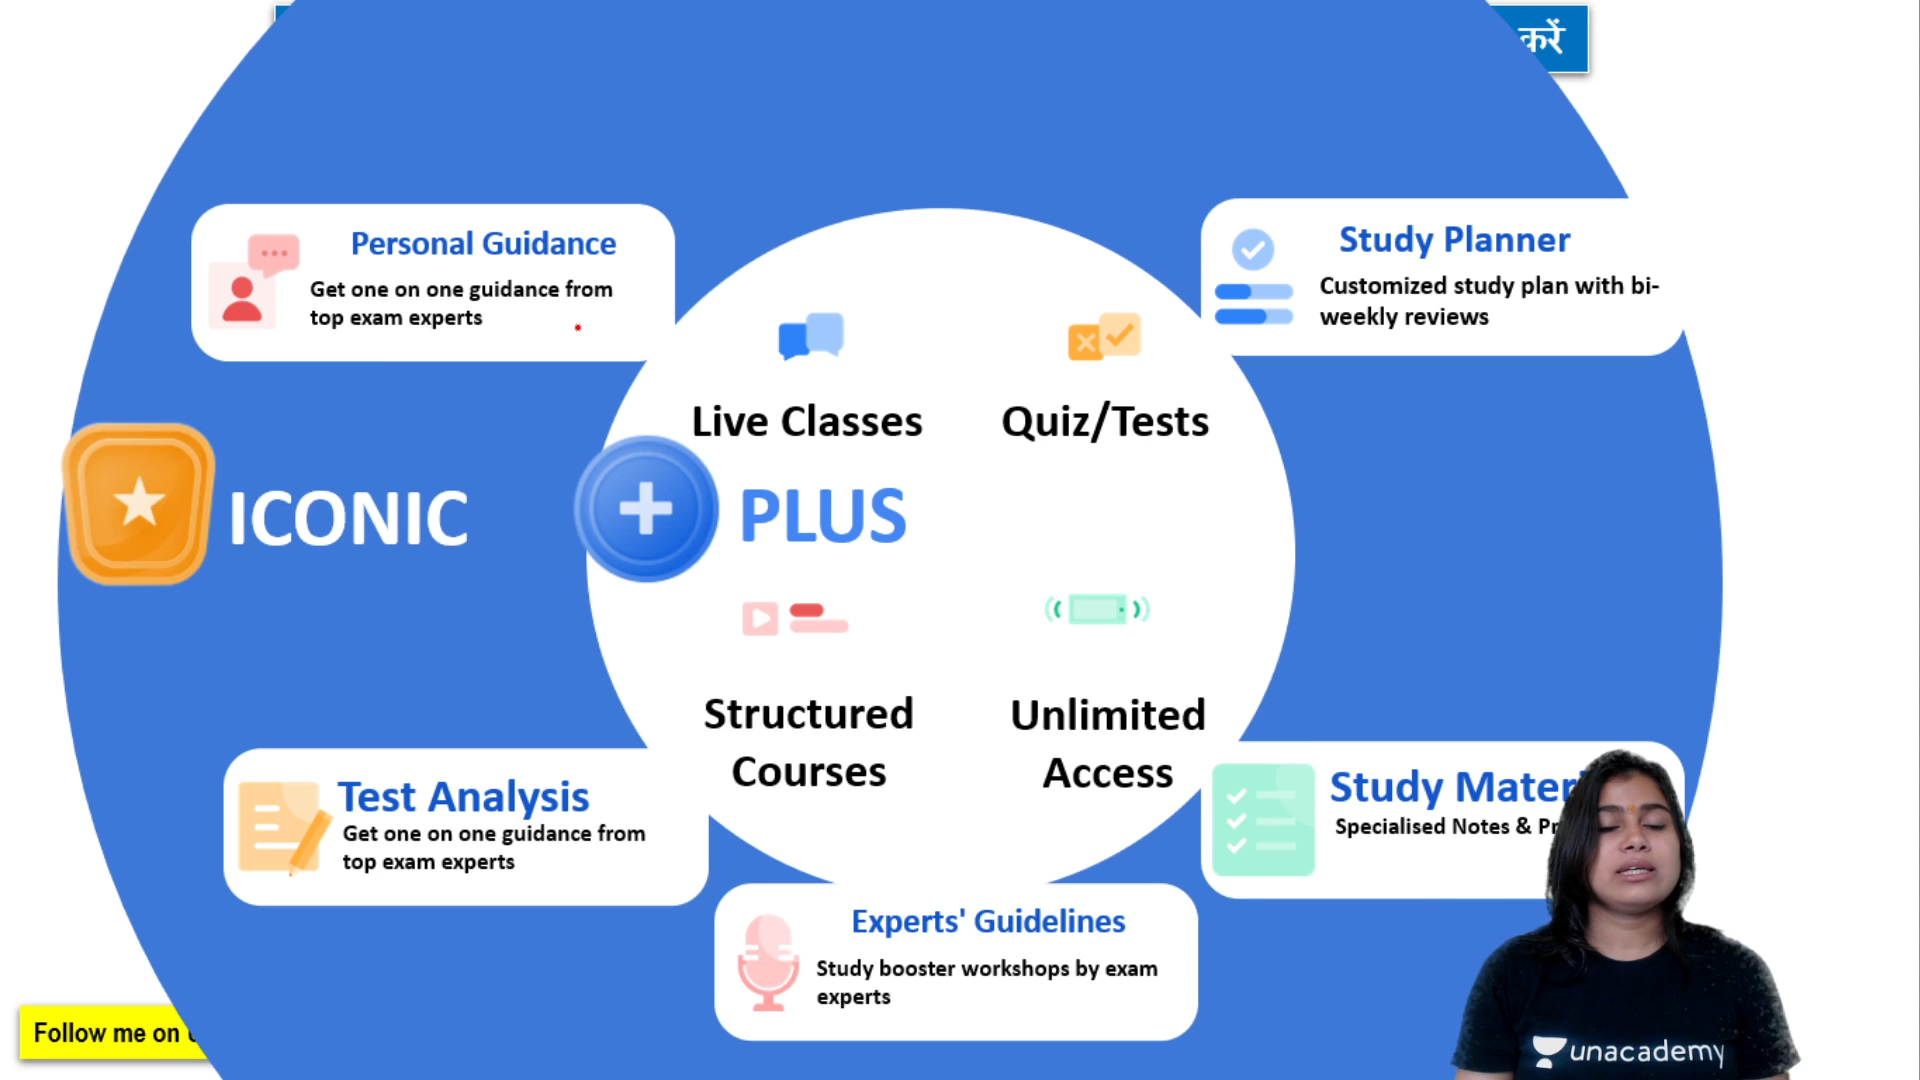 करें
Personal Guidance
Get one on one guidance from
top exam experts
Study Planner
Customized study plan with bi-
weekly reviews
Live Classes
Quiz/Tests
ICONIC
PLUS
Structured
Courses
Unlimited
Access
Test Analysis
Get one on one guidance from
top exam experts
Study
Specialised Notes &
Experts' Guidelines
Study booster workshops by exam
experts
Follow me on
unacademy